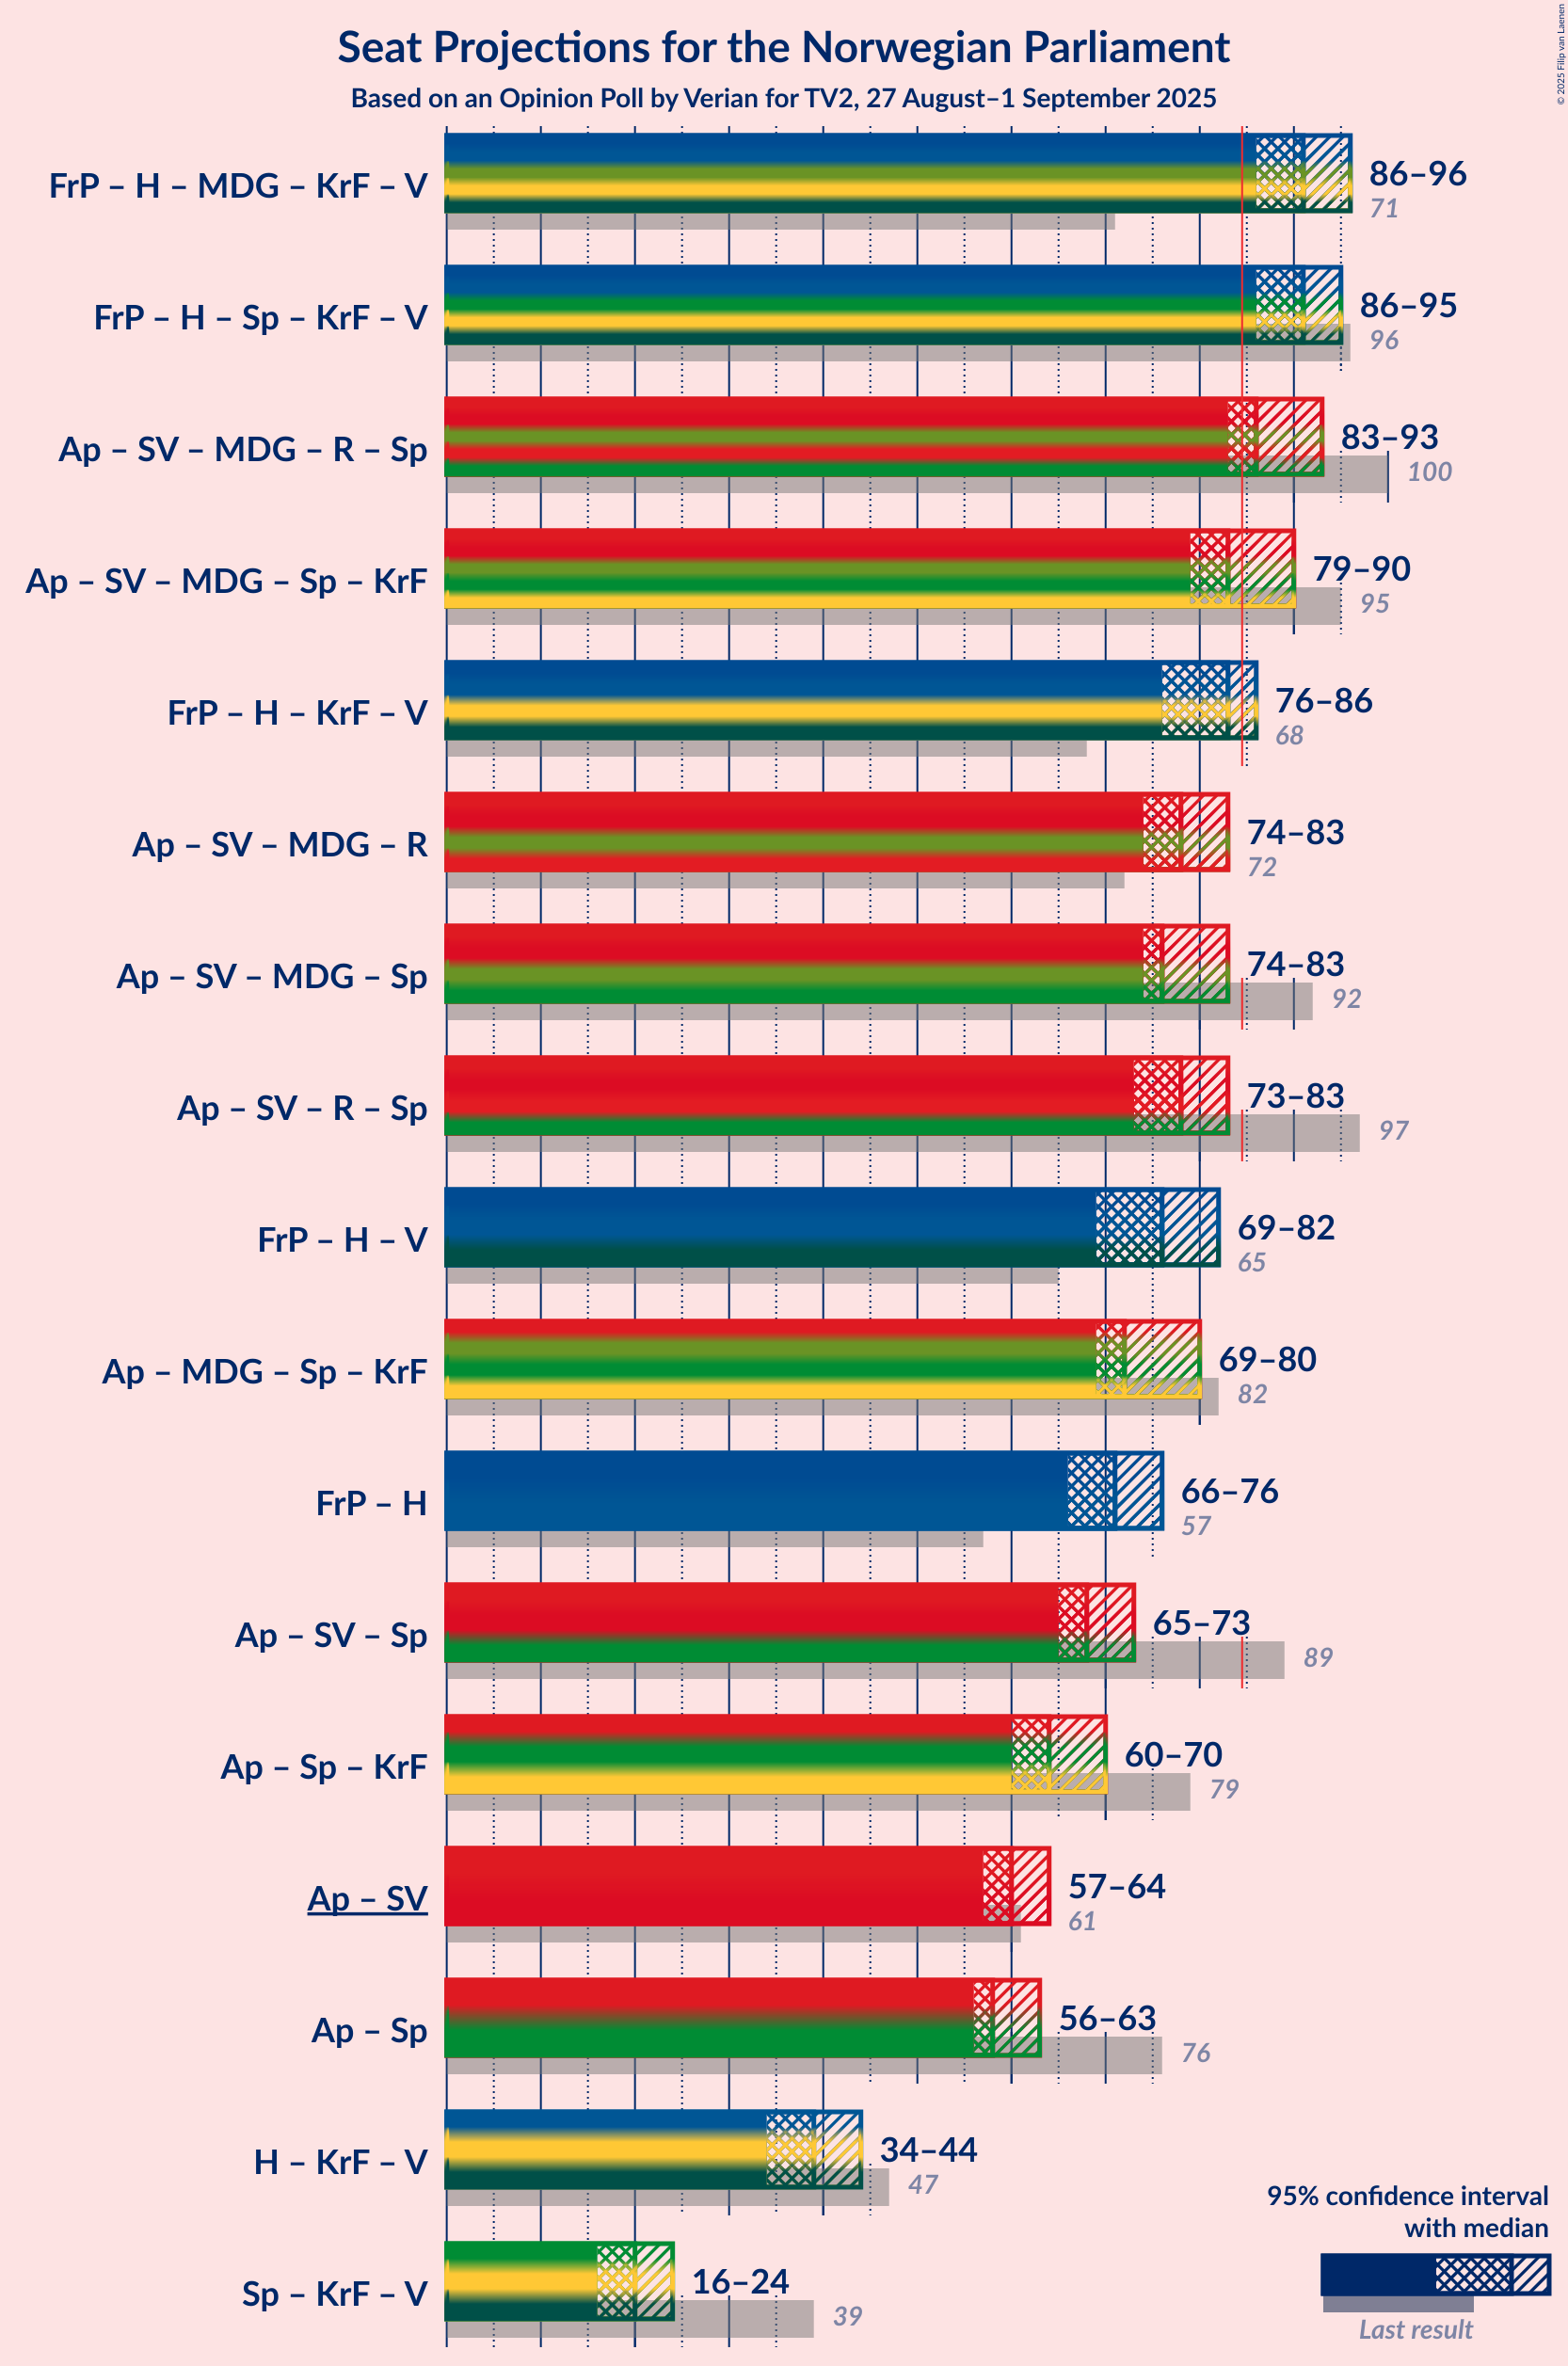 Seat Projections for the Norwegian Parliament
Based on an Opinion Poll by Verian for TV2, 27 August–1 September 2025
© 2025 Filip van Laenen
FrP – H – MDG – KrF – V
86–96
71
FrP – H – Sp – KrF – V
86–95
96
Ap – SV – MDG – R – Sp
83–93
100
Ap – SV – MDG – Sp – KrF
79–90
95
FrP – H – KrF – V
76–86
68
Ap – SV – MDG – R
74–83
72
Ap – SV – MDG – Sp
74–83
92
Ap – SV – R – Sp
73–83
97
FrP – H – V
69–82
65
Ap – MDG – Sp – KrF
69–80
82
FrP – H
66–76
57
Ap – SV – Sp
65–73
89
Ap – Sp – KrF
60–70
79
Ap – SV
57–64
61
Ap – Sp
56–63
76
H – KrF – V
34–44
47
Sp – KrF – V
16–24
39
95% confidence interval
with median
Last result